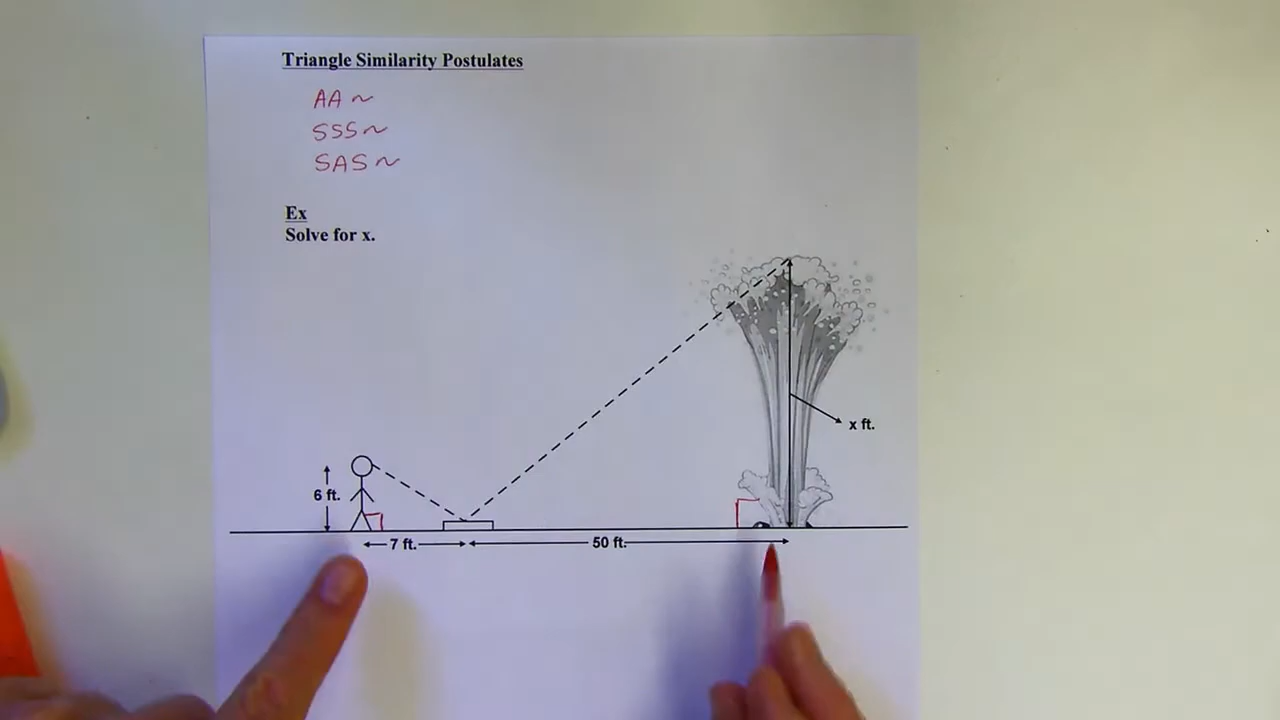 Triangle Similarity Postulates
AA ~
SSS ~
SAS ~
Ex
Solve for x.
x ft.
6 ft.
7 ft.
50 ft.